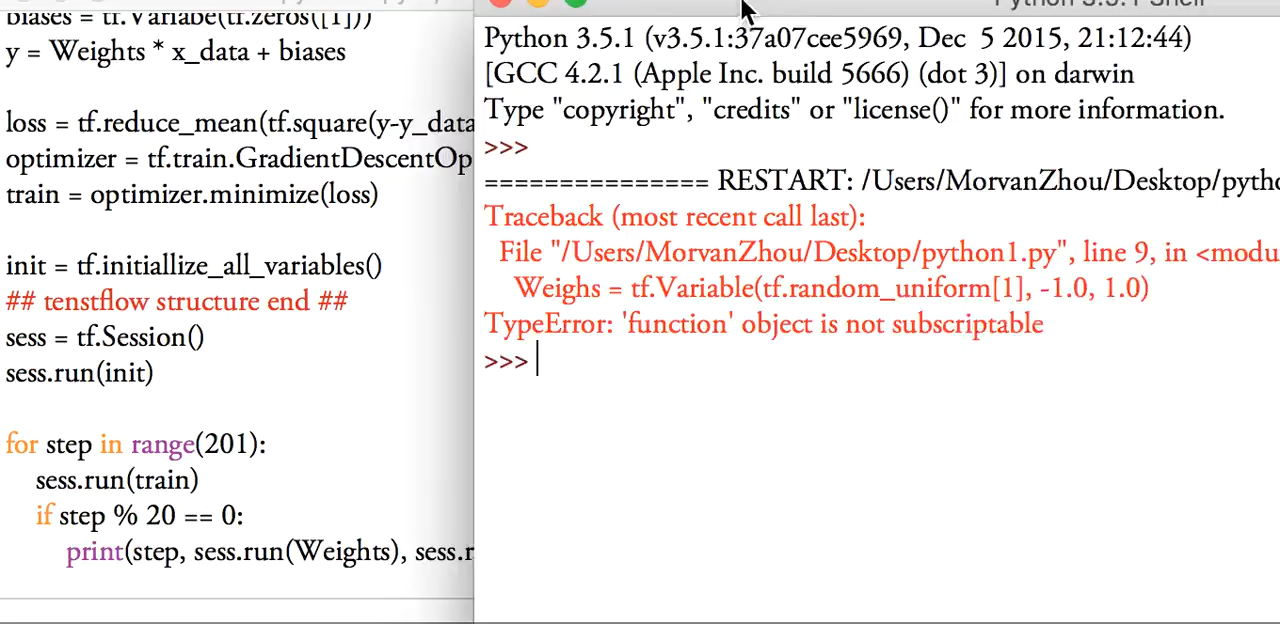 biases = tf.Variabe(tf.zeros([1]))
y = Weights * x_data + biases
loss = tf.reduce_mean(tf.square(y-y_data
optimizer = tf.train.GradientDescentOp
train = optimizer.minimize(loss)
init = tf.initiallize_all_variables()
## tenstflow structure end ##
sess = tf.Session()
sess.run(init)
for step in range(201):
sess.run(train)
if step % 20 == 0:
print(step, sess.run(Weights), sess.r
Python 3.5.1 Shell
Python 3.5.1 (v3.5.1:37a07cee5969, Dec 5 2015, 21:12:44)
[GCC 4.2.1 (Apple Inc. build 5666) (dot 3)] on darwin
Type "copyright", "credits" or "license()" for more information.
>>>
=============== RESTART: /Users/MorvanZhou/Desktop/pytho
Traceback (most recent call last):
File "/Users/MorvanZhou/Desktop/python1.py", line 9, in <modu
Weighs = tf.Variable(tf.random_uniform[1], -1.0, 1.0)
TypeError: 'function' object is not subscriptable
>>>